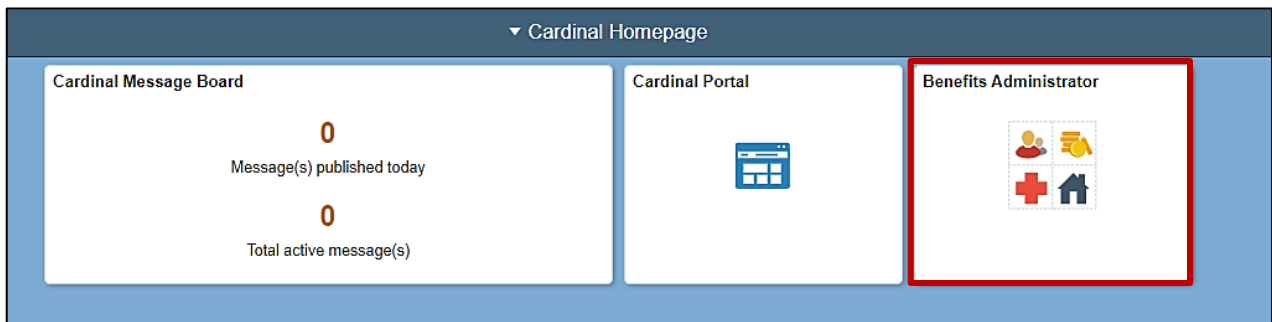 Cardinal Homepage
Cardinal Message Board
0
Message(s) published today
0
Total active message(s)
Cardinal Portal
Benefits Administrator